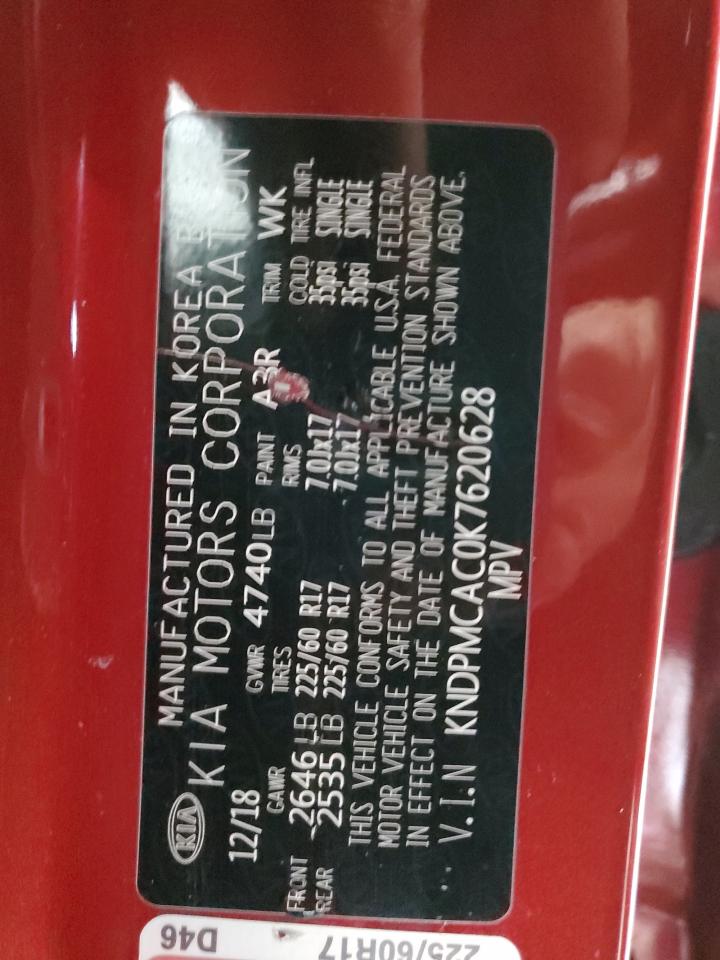 KIA
MANUFACTURED IN KOREA
KIA MOTORS CORPORATION
12/18 GVWR 4740LB PAINT A3R TRIM WK
GAWR TIRES RIMS COLD TIRE INFL
FRONT 2646 LB 225/60 R17 7.0Jx17 35psi SINGLE
REAR 2535 LB 225/60 R17 7.0Jx17 35psi SINGLE
THIS VEHICLE CONFORMS TO ALL APPLICABLE U.S.A. FEDERAL
MOTOR VEHICLE SAFETY AND THEFT PREVENTION STANDARDS
IN EFFECT ON THE DATE OF MANUFACTURE SHOWN ABOVE.
V.I.N KNDPMCAC0K7620628
MPV
D46
225/60R17